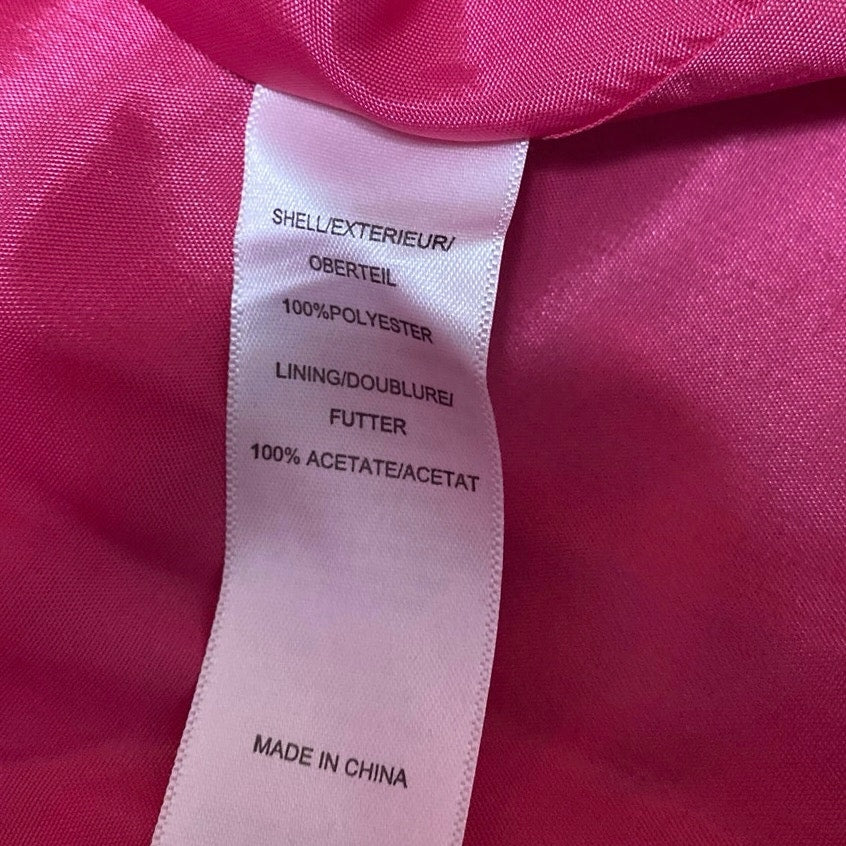 SHELL/EXTERIEUR/
OBERTEIL
100%POLYESTER
LINING/DOUBLURE/
FUTTER
100% ACETATE/ACETAT
MADE IN CHINA